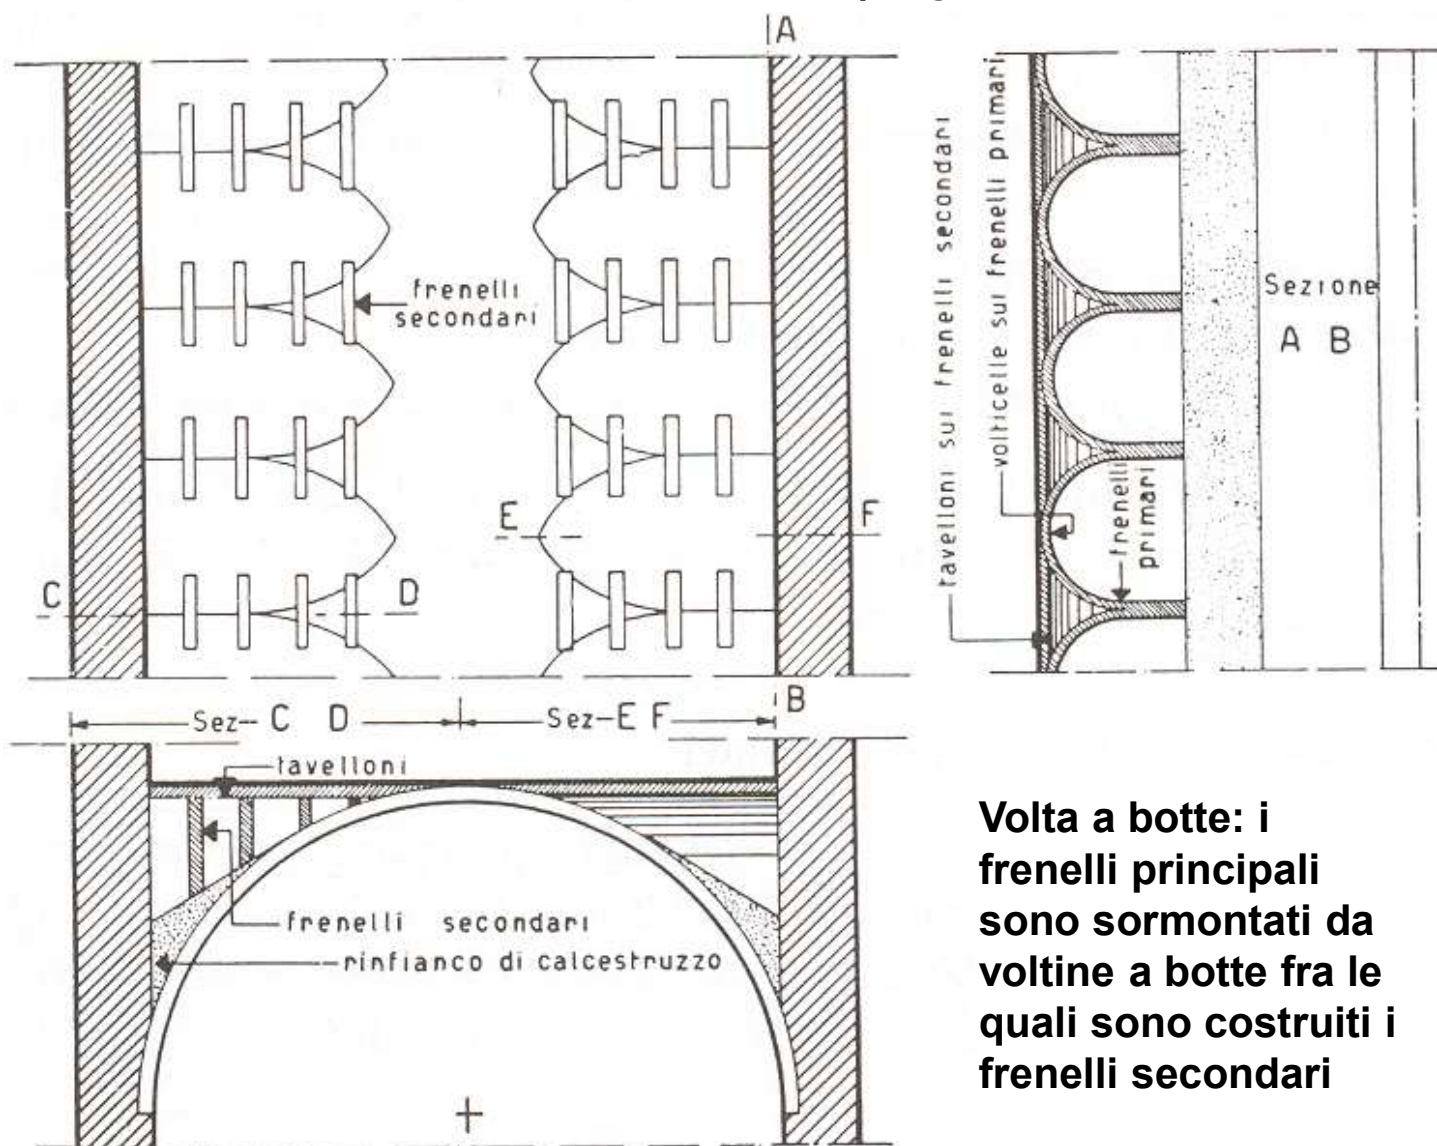 A
frenelli
secondari
E
F
C
D
tavelloni sui frenelli secondari
volticelle sui frenelli primari
frenelli
primari
Sezione
A B
B
Sez- C D
Sez-E F
tavelloni
frenelli secondari
rinfianco di calcestruzzo
Volta a botte: i
frenelli principali
sono sormontati da
voltine a botte fra le
quali sono costruiti i
frenelli secondari